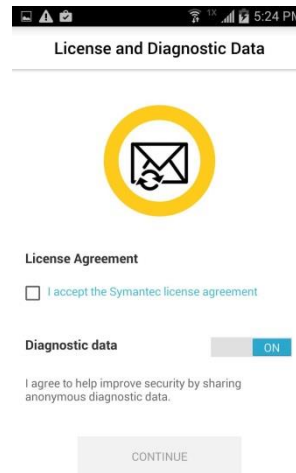 1X 5:24 PM
License and Diagnostic Data
License Agreement
I accept the Symantec license agreement
Diagnostic data ON
I agree to help improve security by sharing
anonymous diagnostic data.
CONTINUE